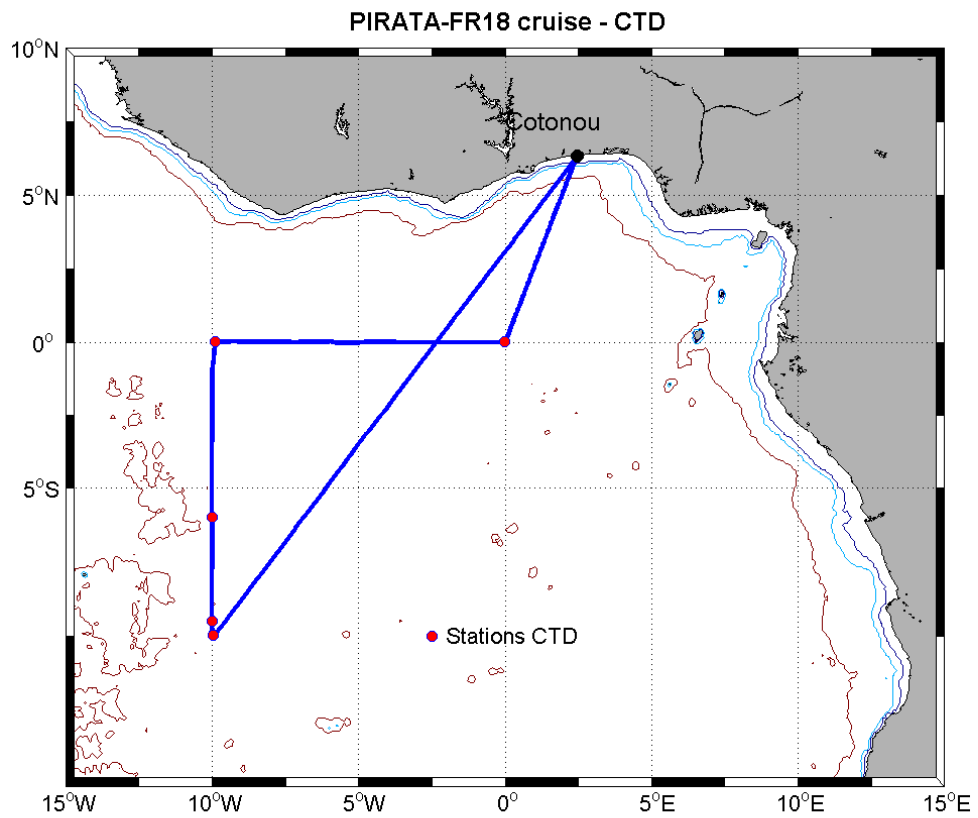 PIRATA-FR18 cruise - CTD
10°N
Cotonou
5°N
0°
5°S
Stations CTD
15°W 10°W 5°W 0° 5°E 10°E 15°E